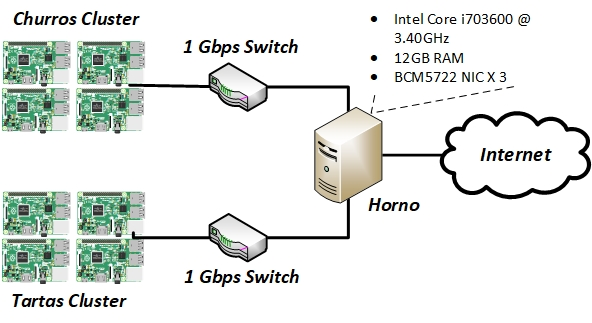 Churros Cluster
1 Gbps Switch
• Intel Core i703600 @
3.40GHz
• 12GB RAM
• BCM5722 NIC X 3
Internet
Horno
1 Gbps Switch
Tartas Cluster